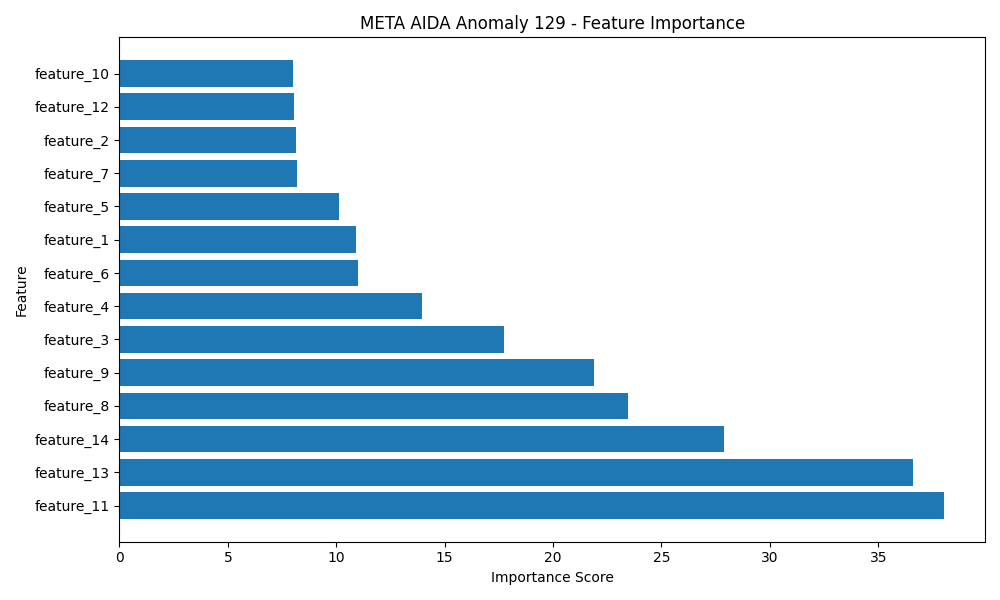 META AIDA Anomaly 129 - Feature Importance
feature_10
feature_12
feature_2
feature_7
feature_5
feature_1
feature_6
feature_4
feature_3
feature_9
feature_8
feature_14
feature_13
feature_11
Feature
0 5 10 15 20 25 30 35
Importance Score